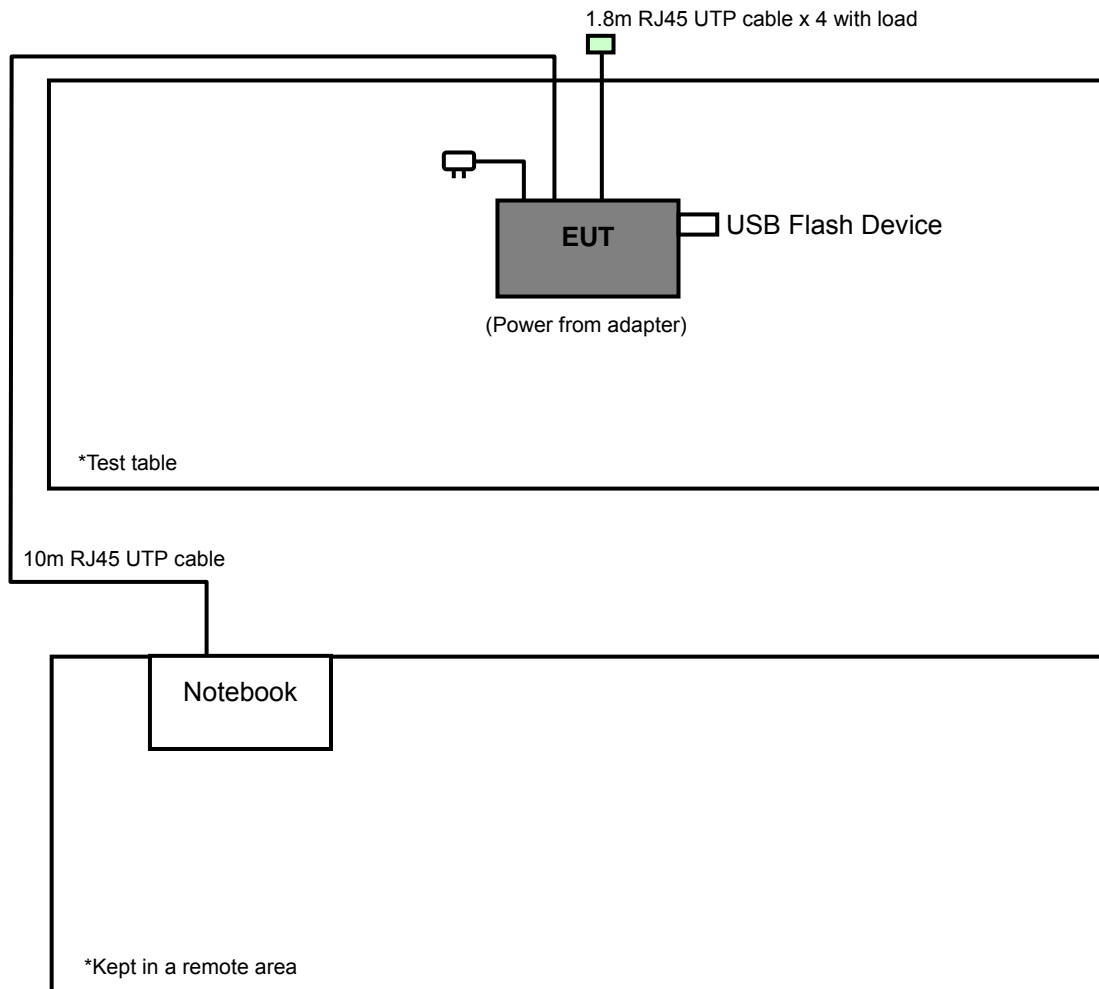 1.8m RJ45 UTP cable x 4 with load
EUT
USB Flash Device
(Power from adapter)
*Test table
10m RJ45 UTP cable
Notebook
*Kept in a remote area